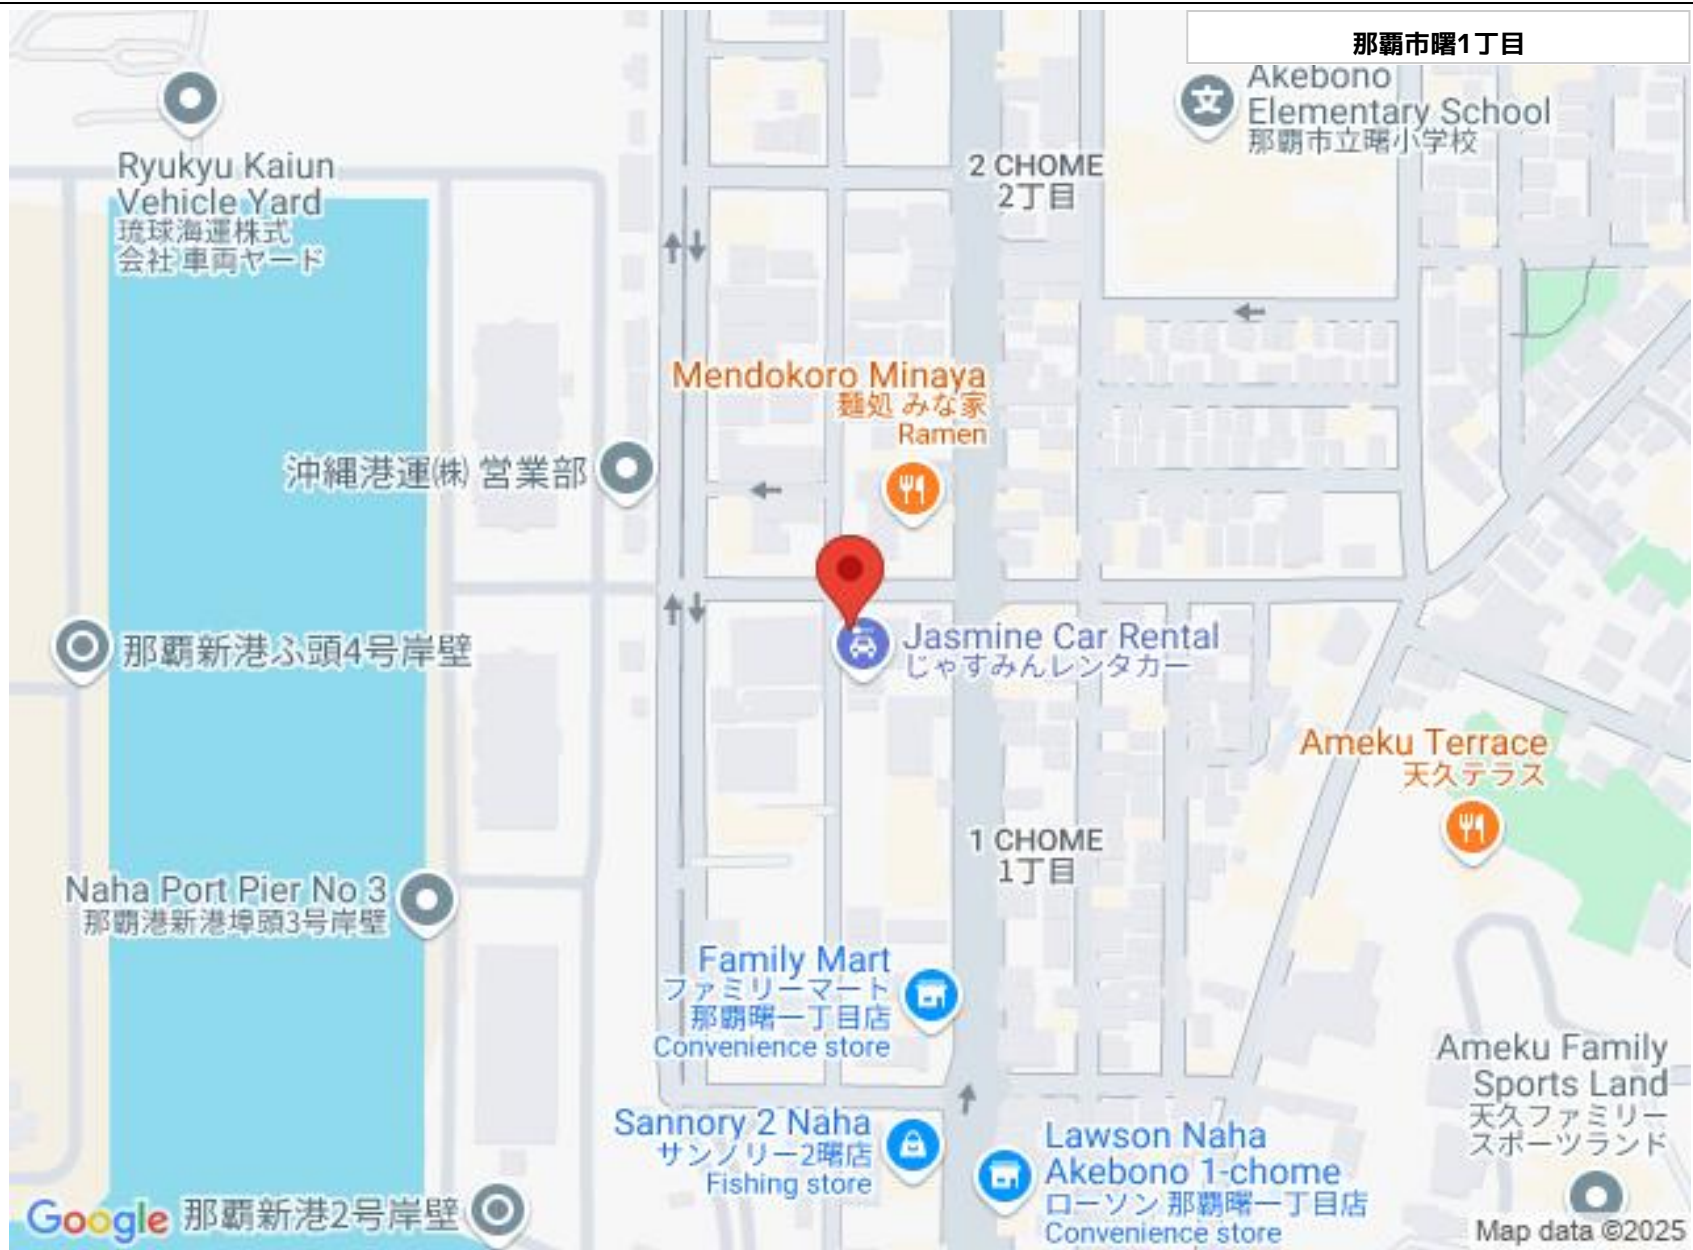 那覇市曙1丁目
Akebono
Elementary School
那覇市立曙小学校
Ryukyu Kaiun
Vehicle Yard
琉球海運株式
会社 車両ヤード
2 CHOME
2丁目
Mendokoro Minaya
麺処 みな家
Ramen
沖縄港運㈱ 営業部
那覇新港ふ頭4号岸壁
Jasmine Car Rental
じゃすみんレンタカー
Ameku Terrace
天久テラス
1 CHOME
1丁目
Naha Port Pier No 3
那覇港新港埠頭3号岸壁
Family Mart
ファミリーマート
那覇曙一丁目店
Convenience store
Ameku Family
Sports Land
天久ファミリー
スポーツランド
Sannory 2 Naha
サンノリー2曙店
Fishing store
Lawson Naha
Akebono 1-chome
ローソン 那覇曙一丁目店
Convenience store
Google
那覇新港2号岸壁
Map data ©2025